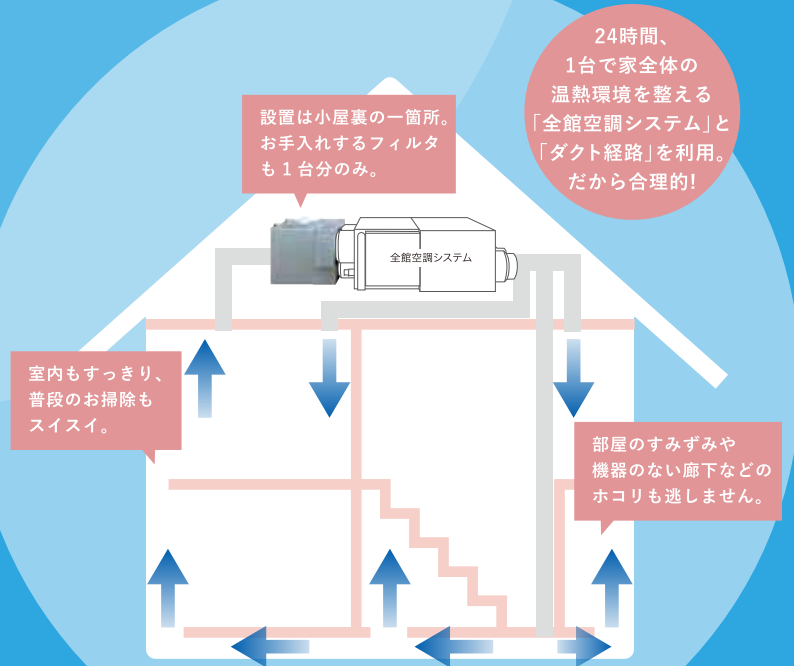 24時間、
1台で家全体の
温熱環境を整える
「全館空調システム」と
「ダクト経路」を利用。
だから合理的!
設置は小屋裏の一箇所。
お手入れするフィルタ
も1台分のみ。
全館空調システム
室内もすっきり、
普段のお掃除も
スイスイ。
部屋のすみずみや
機器のない廊下などの
ホコリも逃しません。